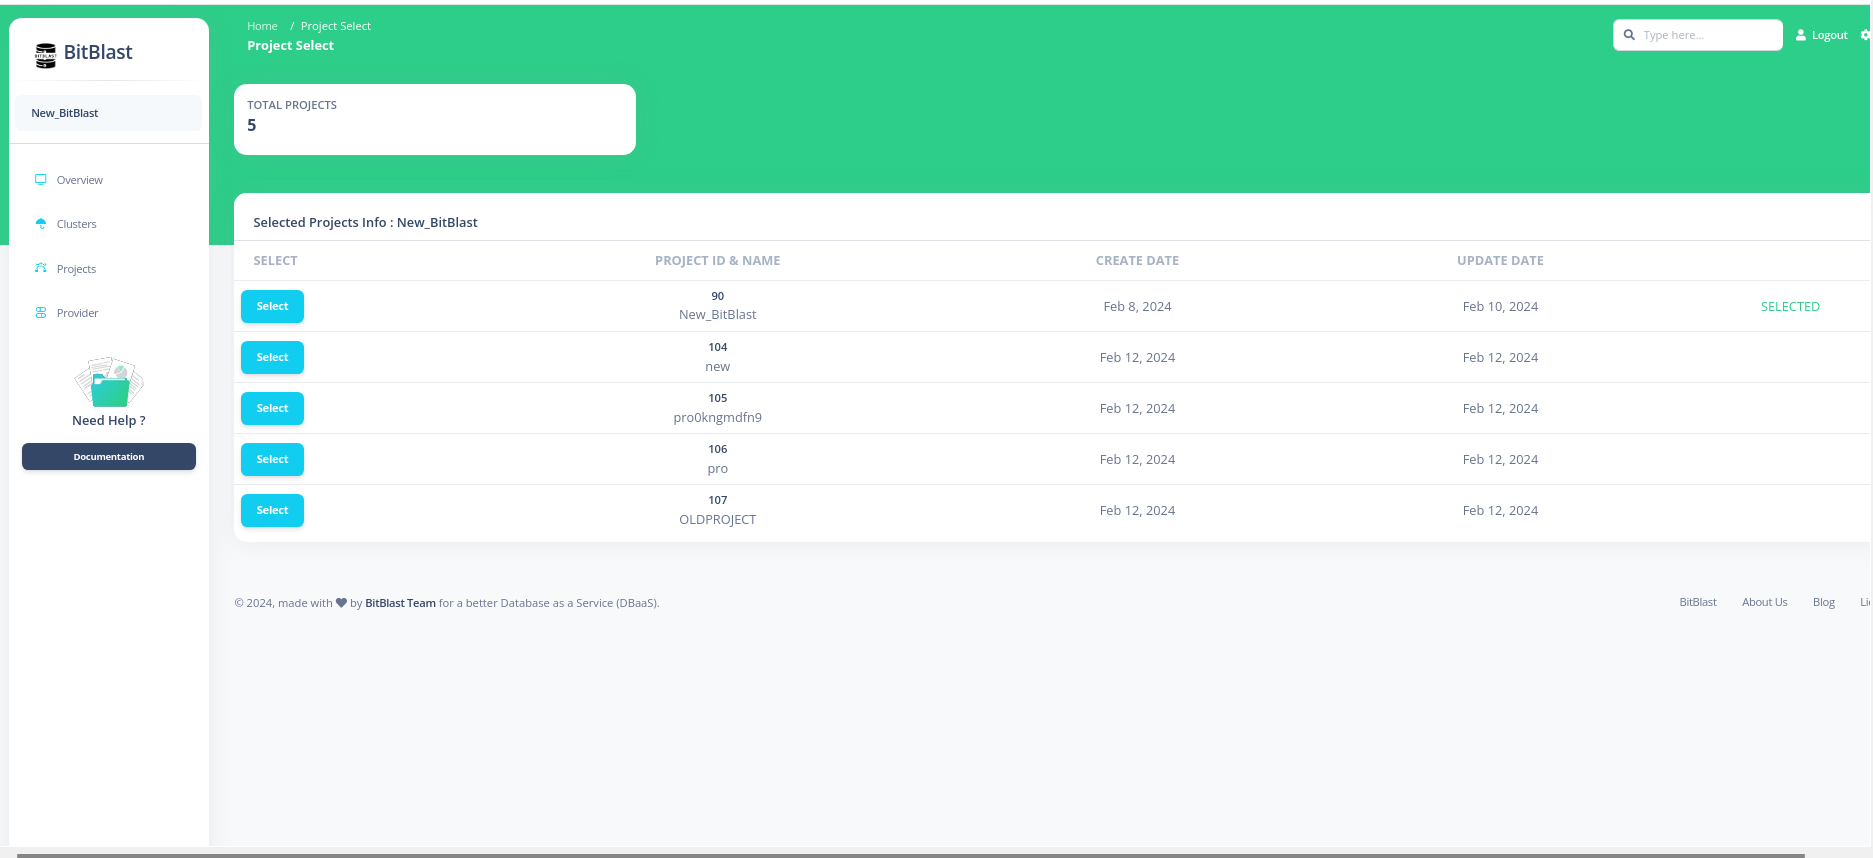 BitBlast
New_BitBlast
Overview
Clusters
Projects
Provider
Need Help ?
Documentation
Home / Project Select
Project Select
Type here...
Logout
TOTAL PROJECTS
5
Selected Projects Info : New_BitBlast
SELECT PROJECT ID & NAME CREATE DATE UPDATE DATE
Select 90 New_BitBlast Feb 8, 2024 Feb 10, 2024 SELECTED
Select 104 new Feb 12, 2024 Feb 12, 2024
Select 105 pro0kngmdfn9 Feb 12, 2024 Feb 12, 2024
Select 106 pro Feb 12, 2024 Feb 12, 2024
Select 107 OLDPROJECT Feb 12, 2024 Feb 12, 2024
© 2024, made with by BitBlast Team for a better Database as a Service (DBaaS).
BitBlast About Us Blog